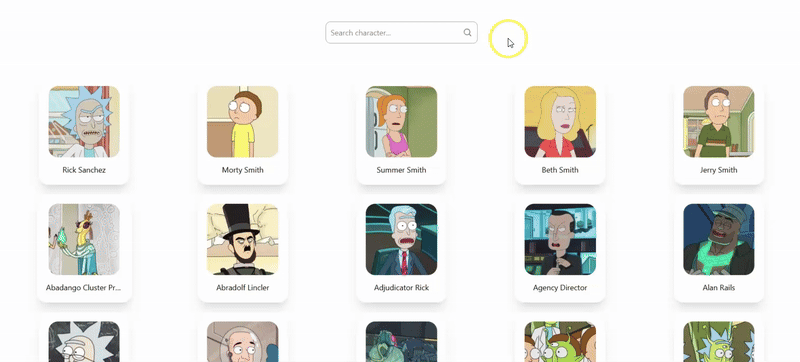 Search character...
Rick Sanchez
Morty Smith
Summer Smith
Beth Smith
Jerry Smith
Abadango Cluster Pr...
Abradolf Lincler
Adjudicator Rick
Agency Director
Alan Rails